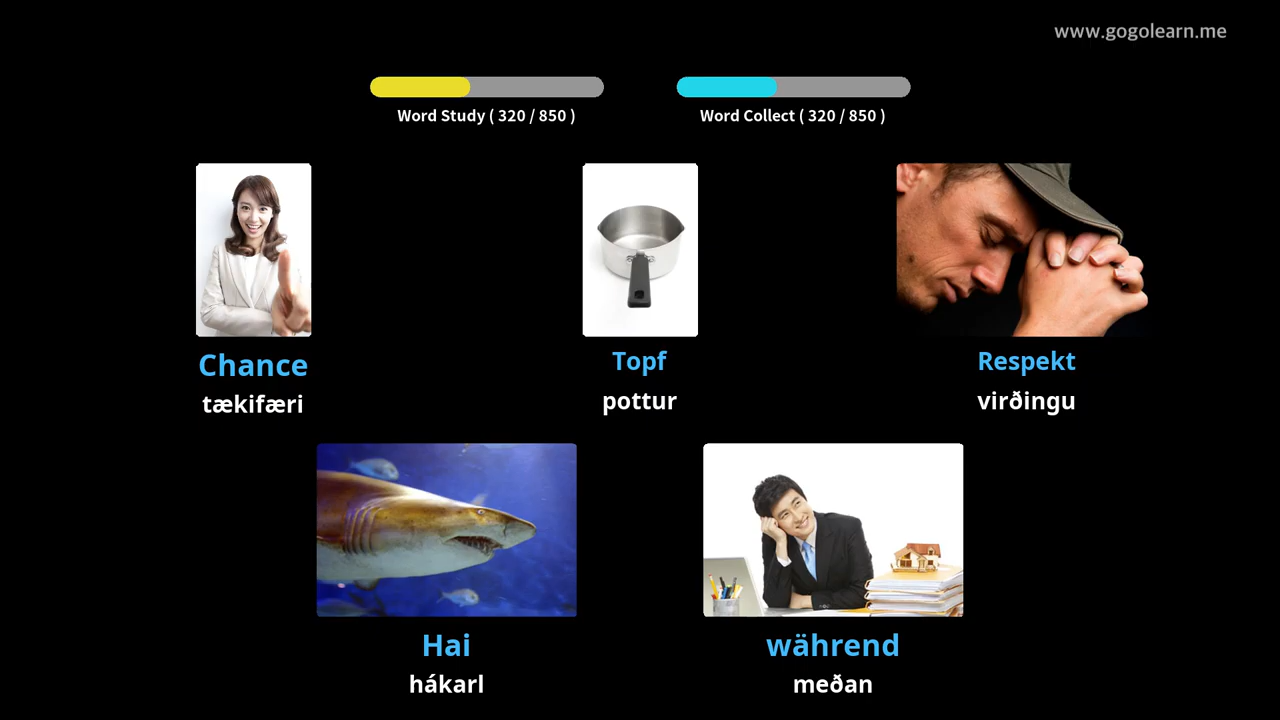 www.gogolearn.me
Word Study ( 320 / 850 )
Word Collect ( 320 / 850 )
Chance
tækifæri
Topf
pottur
Respekt
virðingu
Hai
hákarl
während
meðan